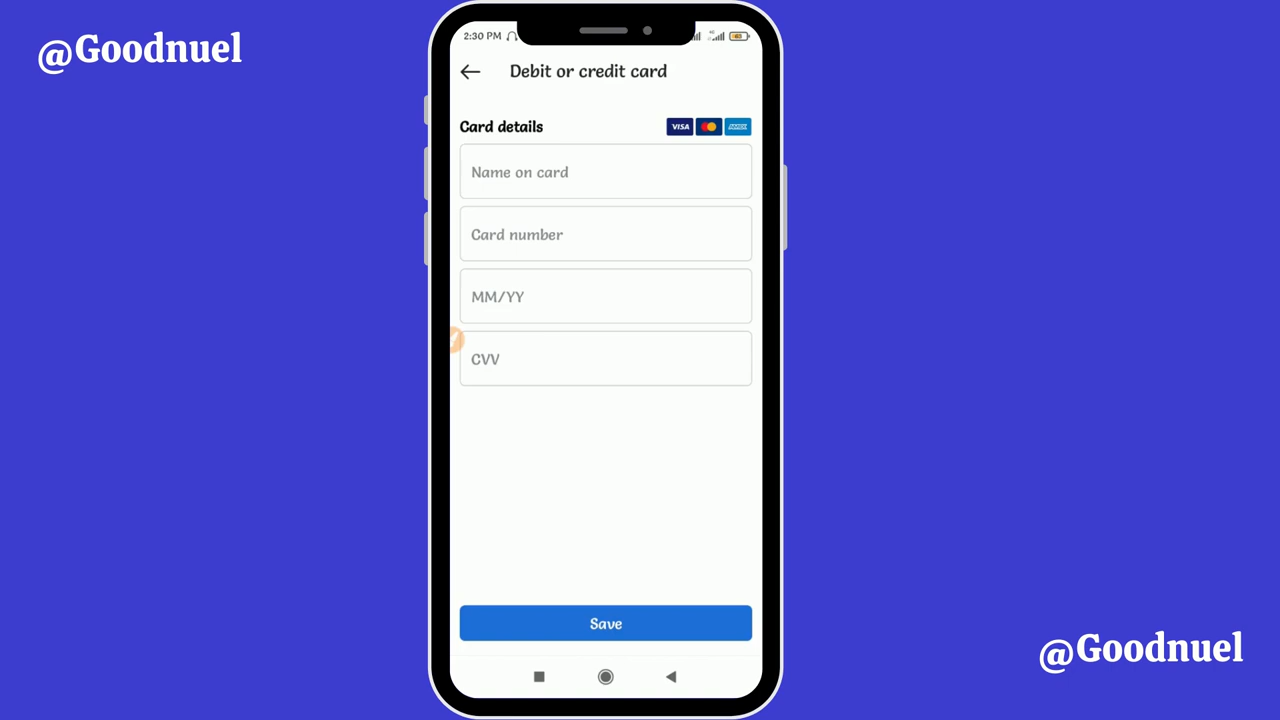 @Goodnuel
2:30 PM
Debit or credit card
Card details
VISA
AMEX
Name on card
Card number
MM/YY
CVV
Save
@Goodnuel